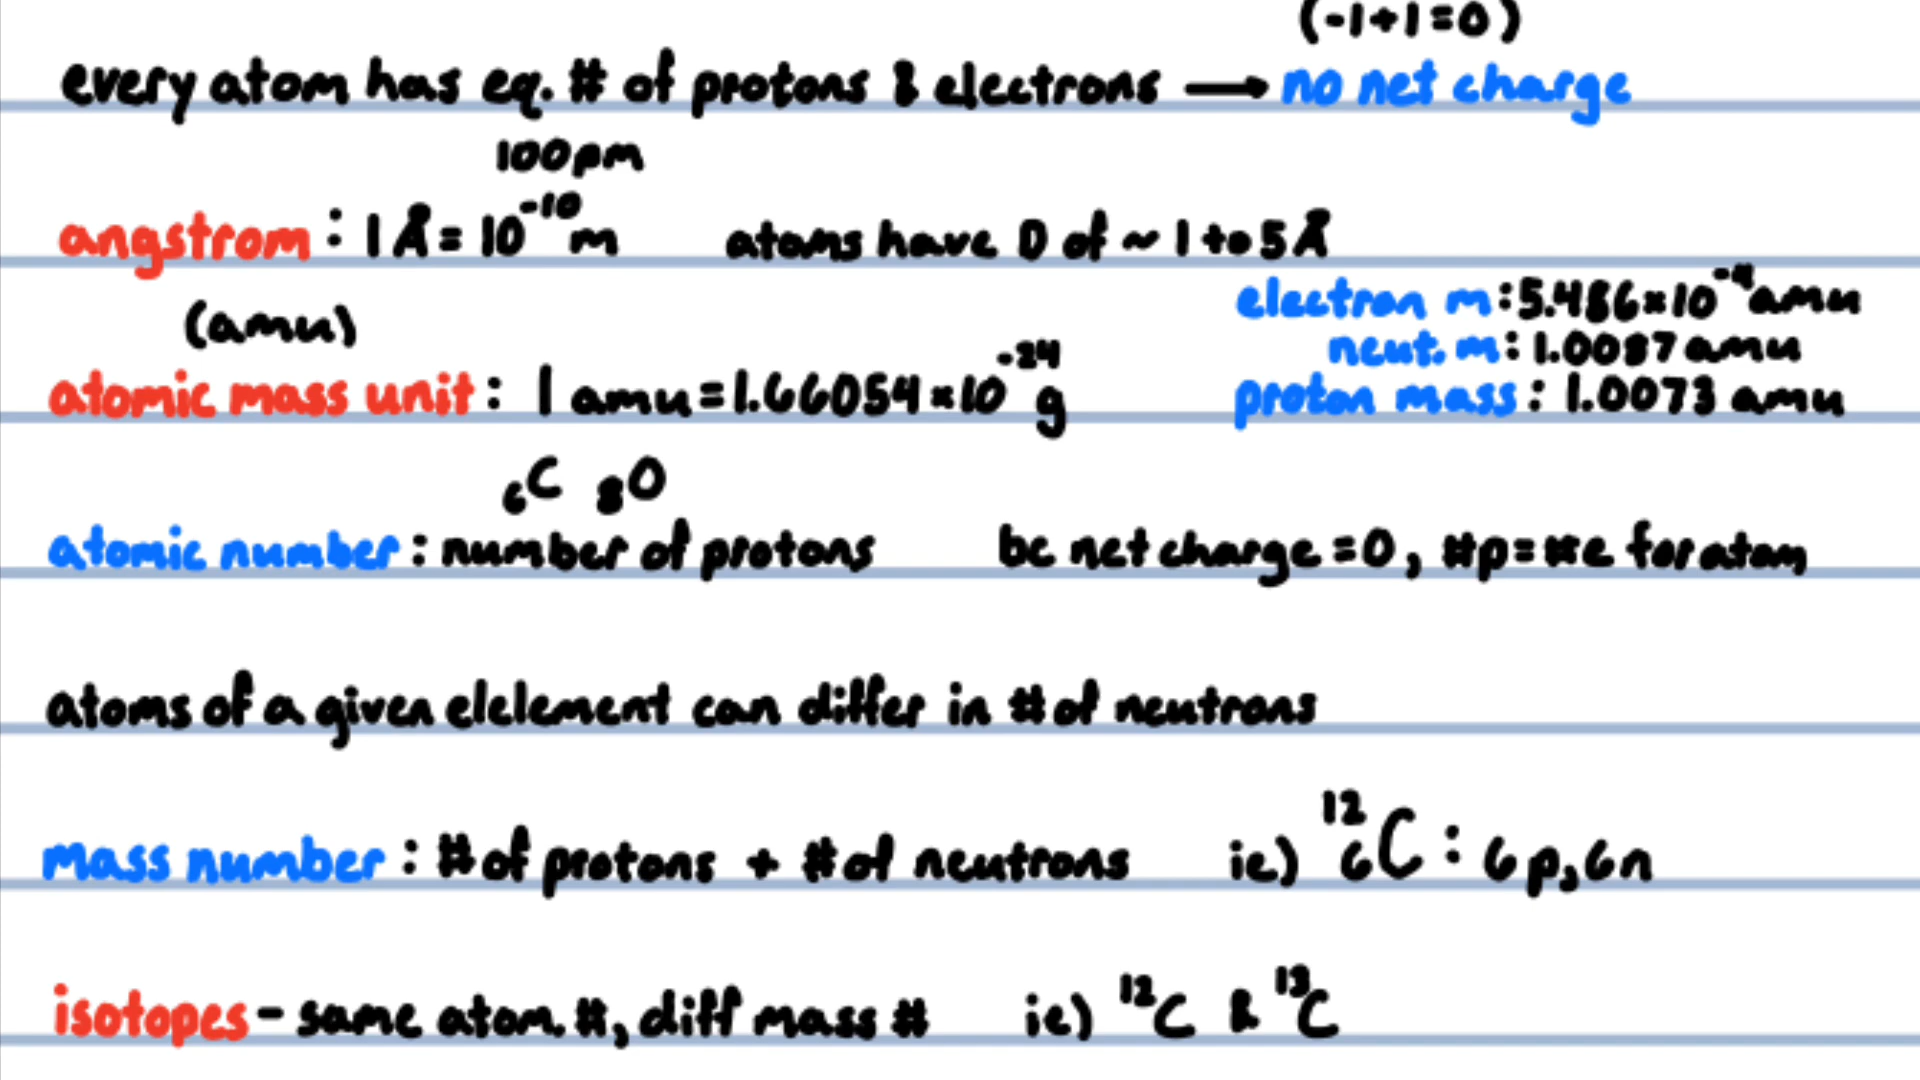 (-1+1=0)
every atom has eq. # of protons & electrons ⟶ no net charge
100pm
angstrom: 1 Å = 10⁻¹⁰ m atoms have D of ~ 1 to 5 Å
electron m: 5.486×10⁻⁴ amu
(amu)
neut. m: 1.0087 amu
atomic mass unit: 1 amu = 1.66054×10⁻²⁴ g proton mass: 1.0073 amu
₆C ₈O
atomic number: number of protons bc net charge = 0, #p=#e for atom
atoms of a given elelement can differ in # of neutrons
mass number: # of protons + # of neutrons ie) ¹²₆C: 6p, 6n
isotopes - same atom. #, diff mass # ie) ¹²C & ¹³C